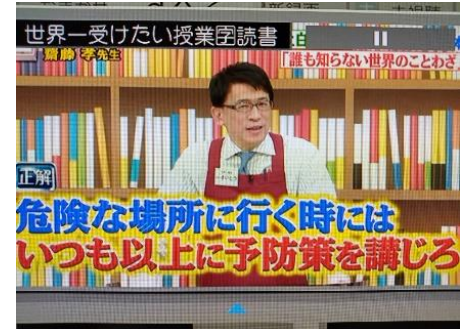 世界一受けたい授業字読書
齋藤 孝先生
「誰も知らない世界のことわざ」
正解
危険な場所に行く時には
いつも以上に予防策を講じろ